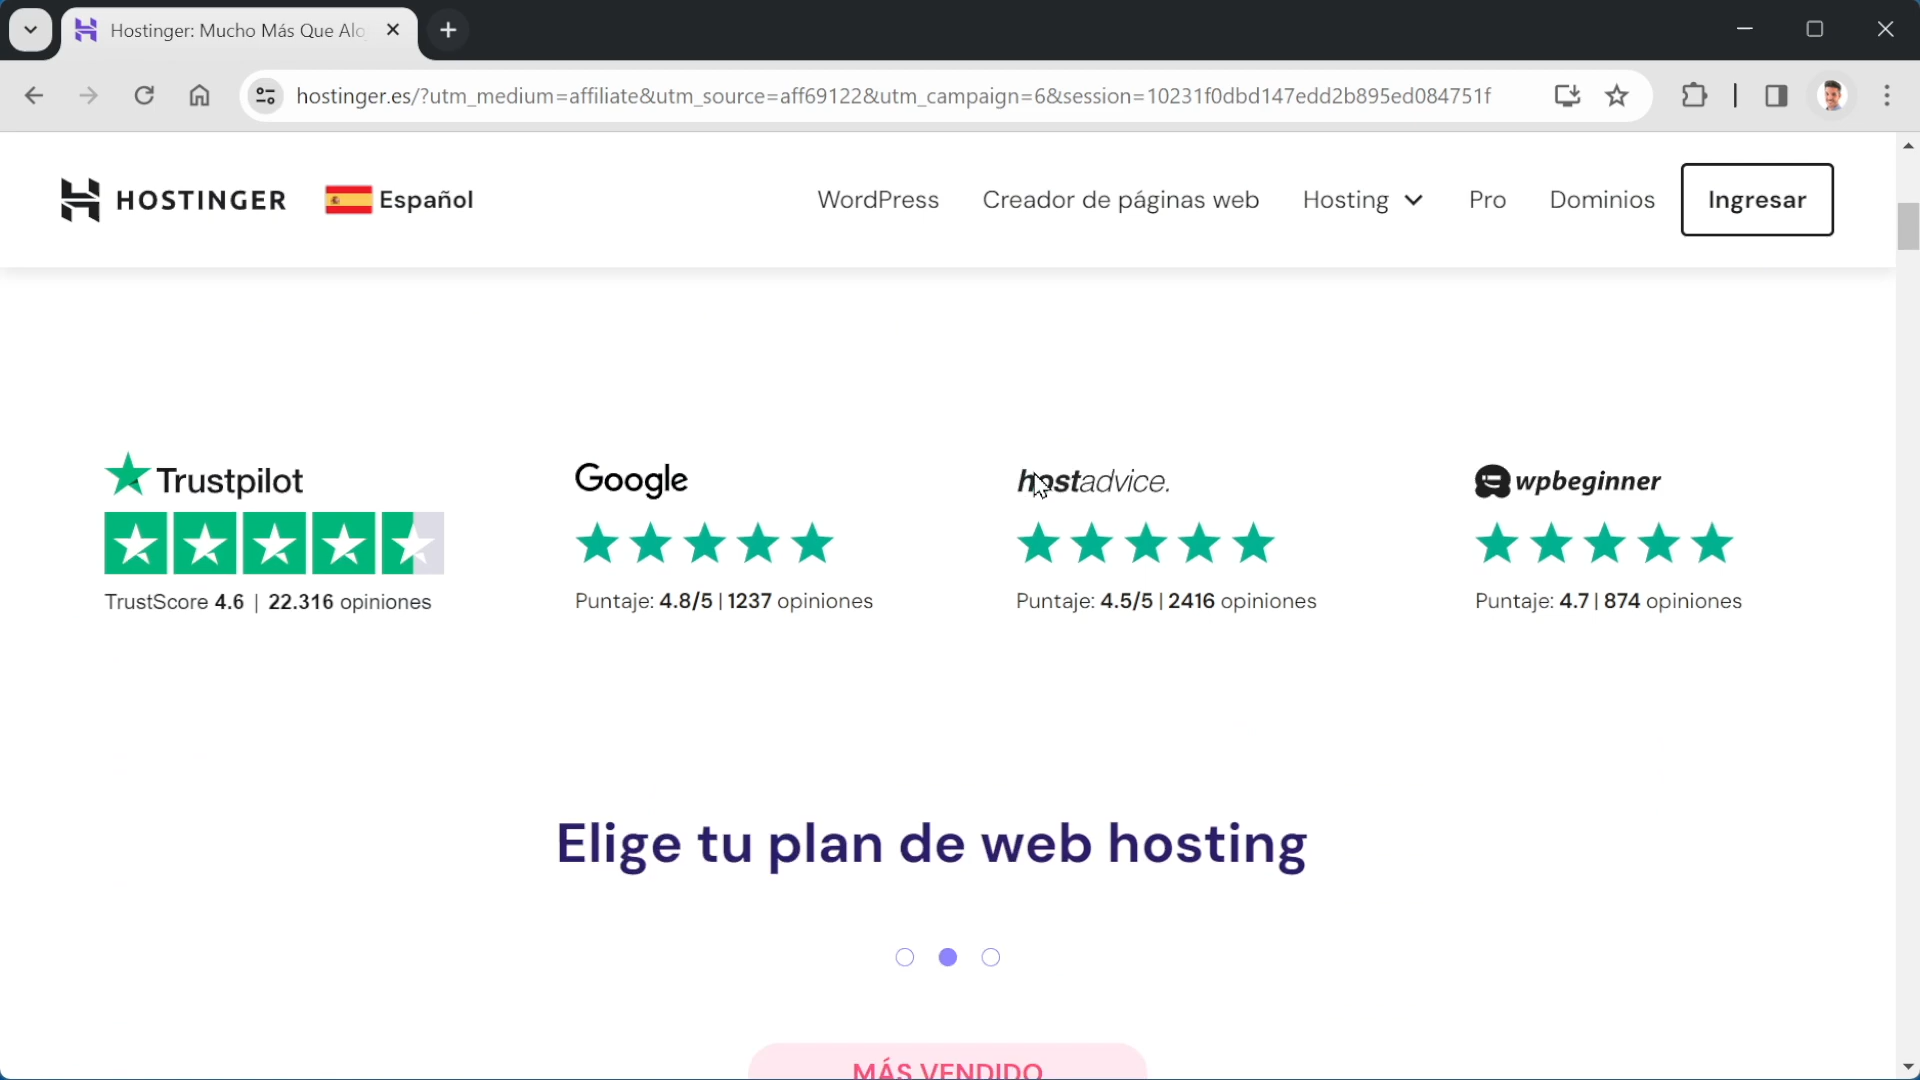 Hostinger: Mucho Más Que Alo
hostinger.es/?utm_medium=affiliate&utm_source=aff69122&utm_campaign=6&session=10231f0dbd147edd2b895ed084751f
HOSTINGER
Español
WordPress
Creador de páginas web
Hosting
Pro
Dominios
Ingresar
Trustpilot
TrustScore 4.6 | 22.316 opiniones
Google
Puntaje: 4.8/5 | 1237 opiniones
hostadvice.
Puntaje: 4.5/5 | 2416 opiniones
wpbeginner
Puntaje: 4.7 | 874 opiniones
Elige tu plan de web hosting
MÁS VENDIDO